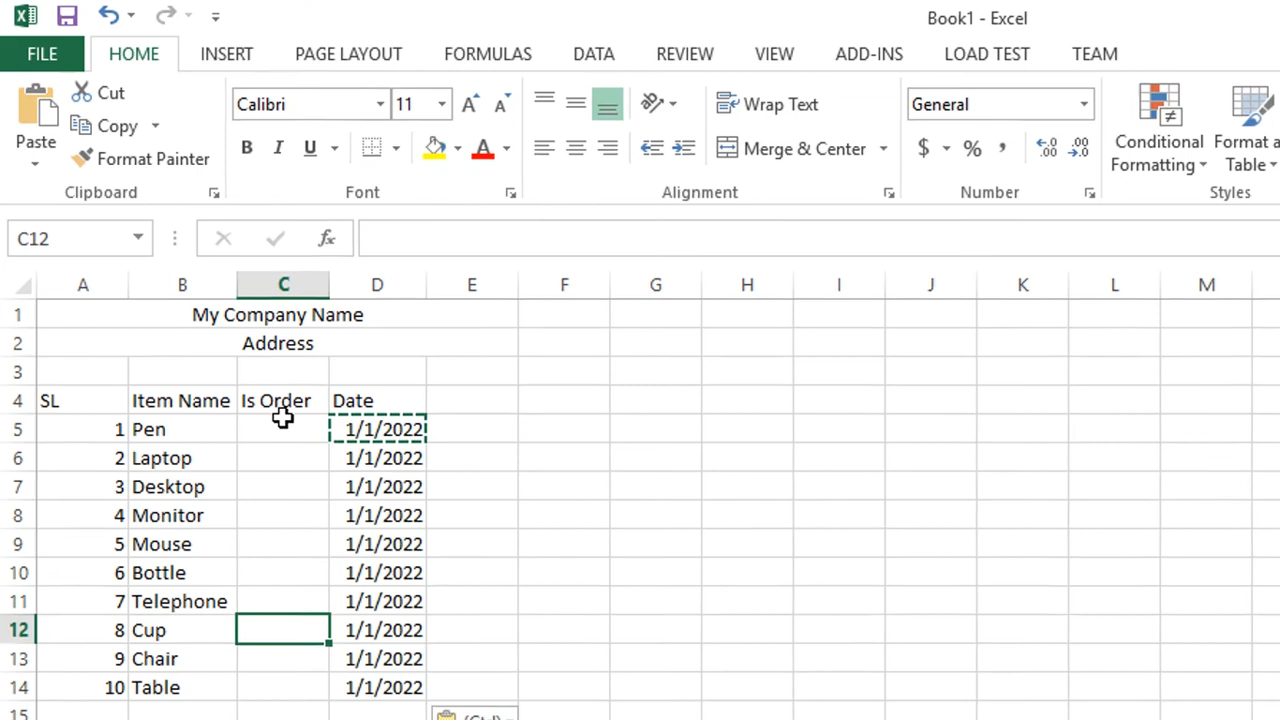 Book1 - Excel
FILE HOME INSERT PAGE LAYOUT FORMULAS DATA REVIEW VIEW ADD-INS LOAD TEST TEAM
Paste
Cut
Copy
Format Painter
Clipboard
Calibri 11
B I U A
Font
Wrap Text
Merge & Center
Alignment
General
$ % ,
Number
Conditional Formatting
Format a
Table
Styles
C12 fx
A B C D E F G H I J K L M
1 My Company Name
2 Address
3
4 SL Item Name Is Order Date
5 1 Pen 1/1/2022
6 2 Laptop 1/1/2022
7 3 Desktop 1/1/2022
8 4 Monitor 1/1/2022
9 5 Mouse 1/1/2022
10 6 Bottle 1/1/2022
11 7 Telephone 1/1/2022
12 8 Cup 1/1/2022
13 9 Chair 1/1/2022
14 10 Table 1/1/2022
15 (Ctrl)